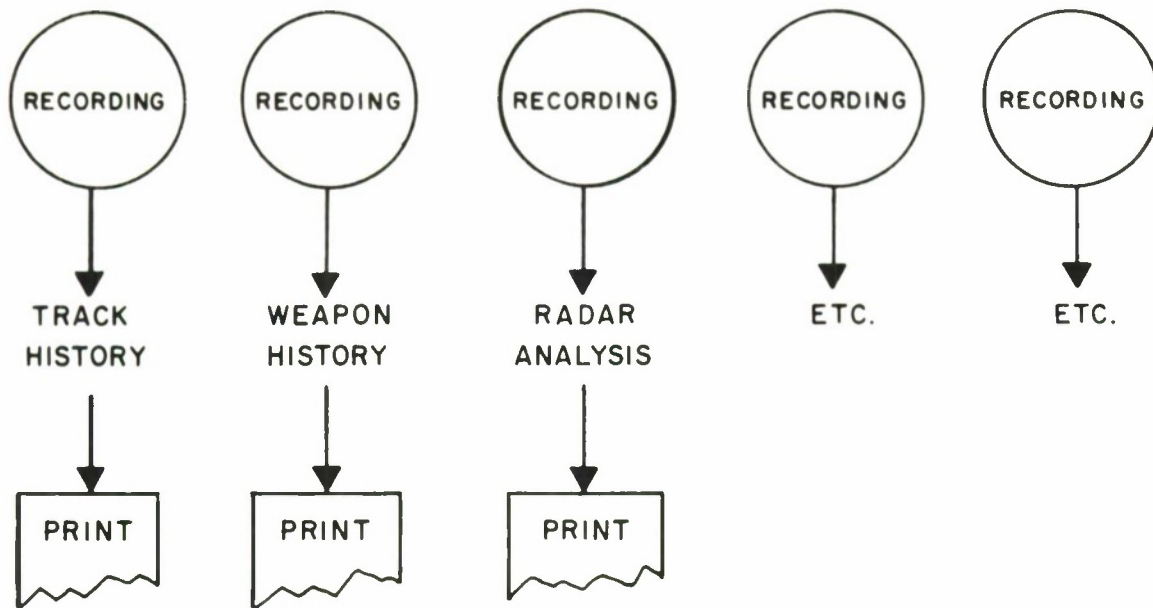 RECORDING RECORDING RECORDING RECORDING RECORDING
TRACK HISTORY
WEAPON HISTORY
RADAR ANALYSIS
ETC.
ETC.
PRINT PRINT PRINT